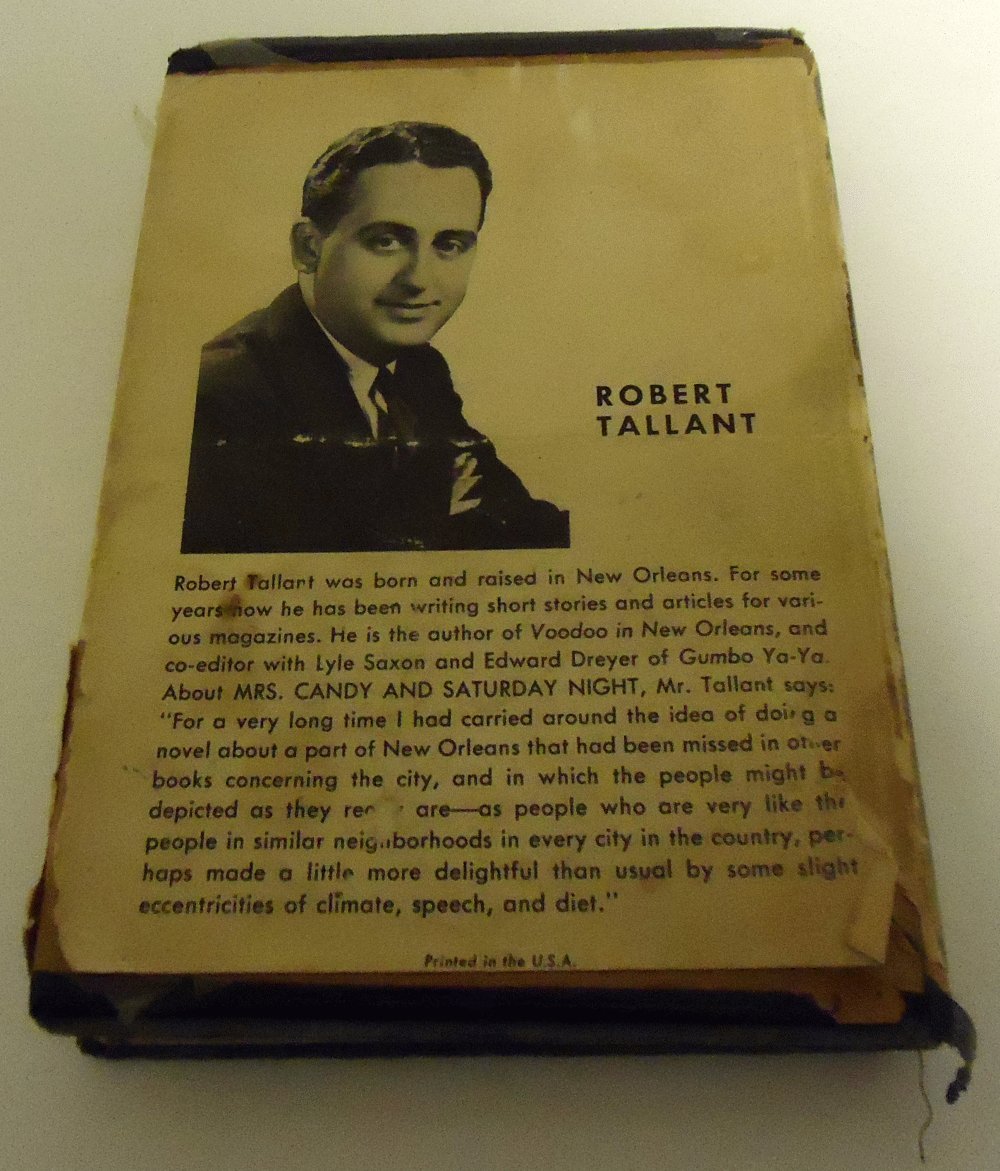 ROBERT
TALLANT
Robert Tallant was born and raised in New Orleans. For some
years now he has been writing short stories and articles for vari-
ous magazines. He is the author of Voodoo in New Orleans, and
co-editor with Lyle Saxon and Edward Dreyer of Gumbo Ya-Ya.
About MRS. CANDY AND SATURDAY NIGHT, Mr. Tallant says:
"For a very long time I had carried around the idea of doing a
novel about a part of New Orleans that had been missed in other
books concerning the city, and in which the people might be
depicted as they are—as people who are very like the
people in similar neighborhoods in every city in the country, per-
haps made a little more delightful than usual by some slight
eccentricities of climate, speech, and diet."
Printed in the U.S.A.